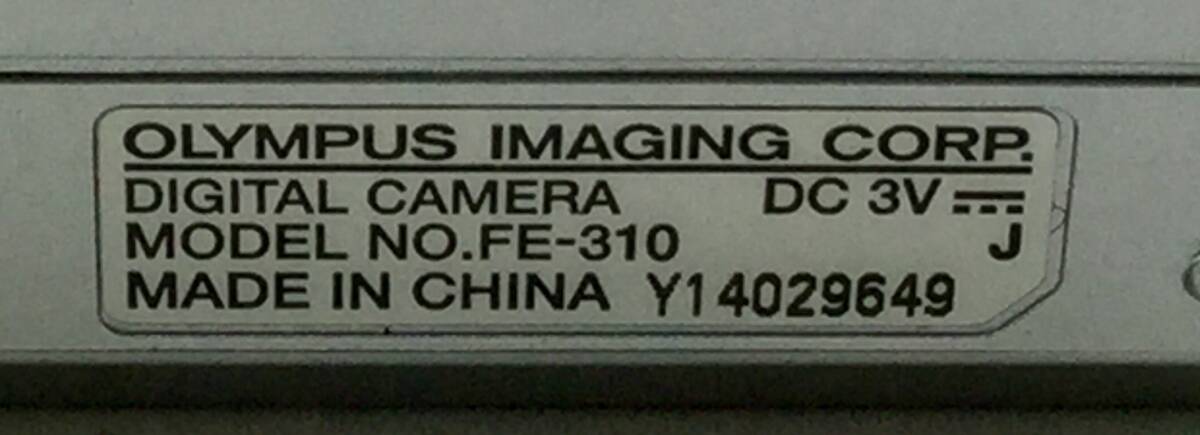 OLYMPUS IMAGING CORP.
DIGITAL CAMERA DC 3V ⎓
MODEL NO.FE-310 J
MADE IN CHINA Y14029649